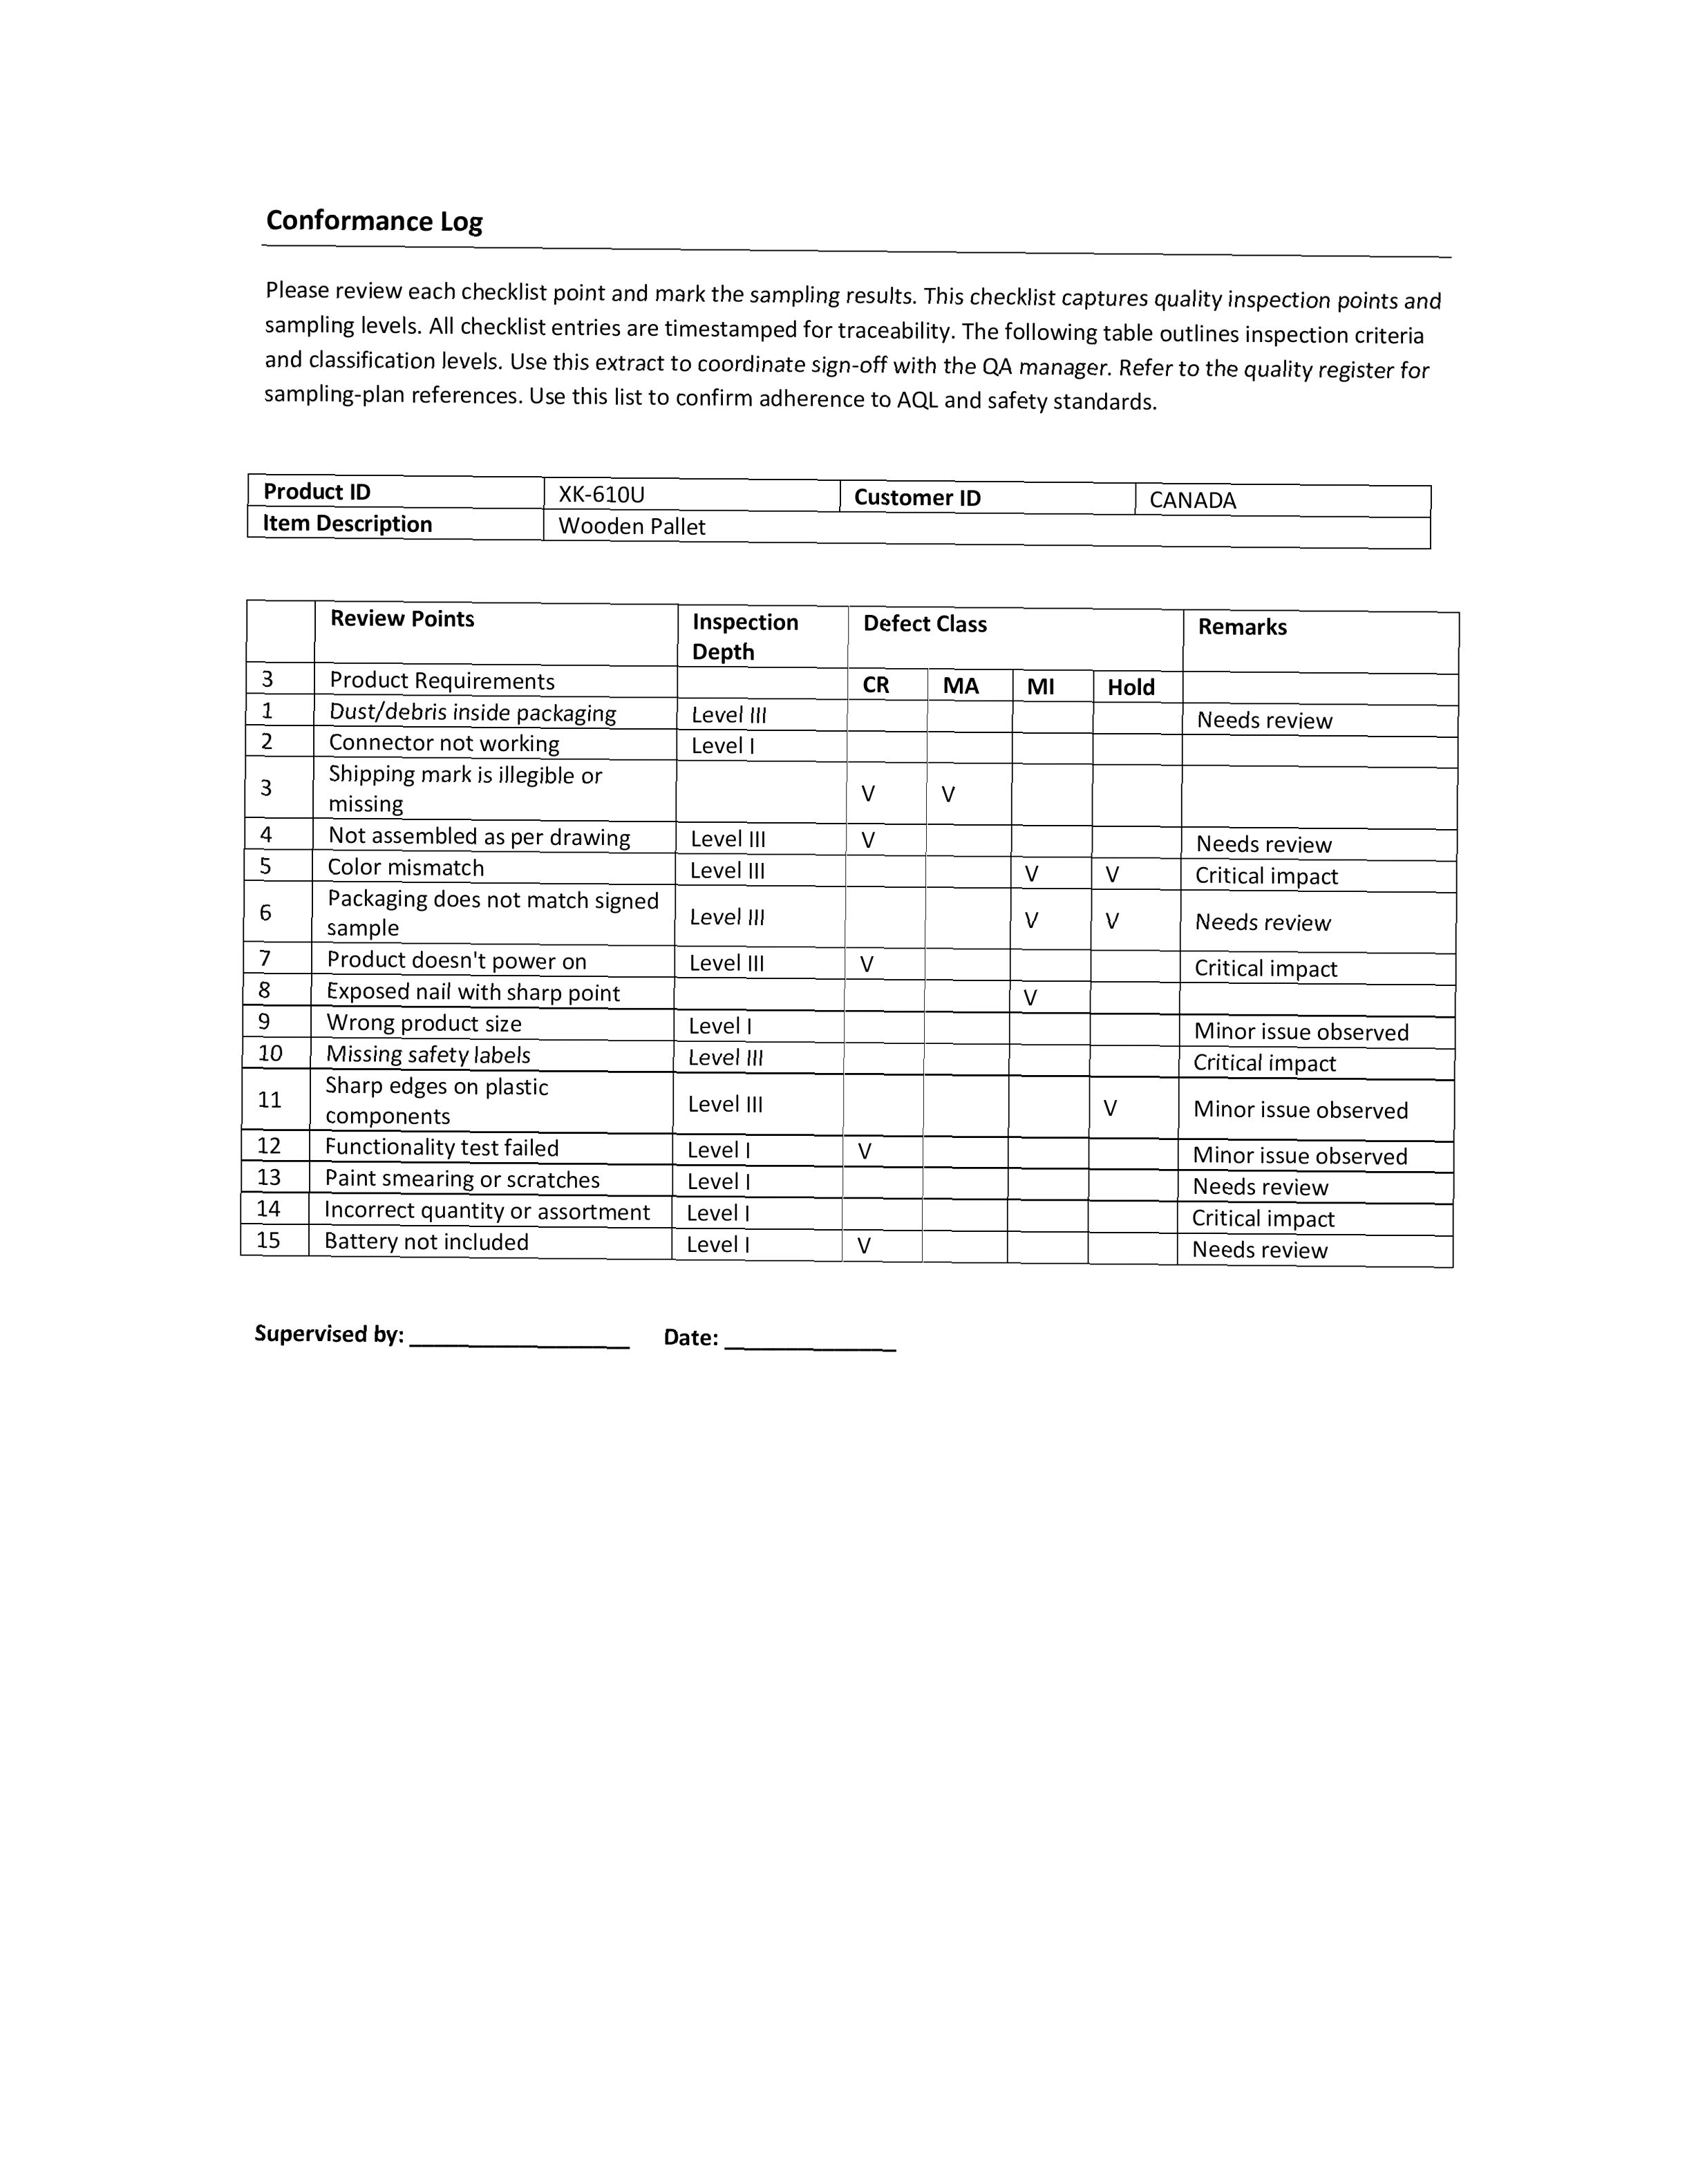 Conformance Log
Please review each checklist point and mark the sampling results. This checklist captures quality inspection points and
sampling levels. All checklist entries are timestamped for traceability. The following table outlines inspection criteria
and classification levels. Use this extract to coordinate sign-off with the QA manager. Refer to the quality register for
sampling-plan references. Use this list to confirm adherence to AQL and safety standards.
Product ID XK-610U Customer ID CANADA
Item Description Wooden Pallet
Review Points Inspection Depth Defect Class Remarks
3 Product Requirements CR MA MI Hold
1 Dust/debris inside packaging Level III Needs review
2 Connector not working Level I
3 Shipping mark is illegible or missing V V
4 Not assembled as per drawing Level III V Needs review
5 Color mismatch Level III V V Critical impact
6 Packaging does not match signed sample Level III V V Needs review
7 Product doesn't power on Level III V Critical impact
8 Exposed nail with sharp point V
9 Wrong product size Level I Minor issue observed
10 Missing safety labels Level III Critical impact
11 Sharp edges on plastic components Level III V Minor issue observed
12 Functionality test failed Level I V Minor issue observed
13 Paint smearing or scratches Level I Needs review
14 Incorrect quantity or assortment Level I Critical impact
15 Battery not included Level I V Needs review
Supervised by: __________________ Date: ______________